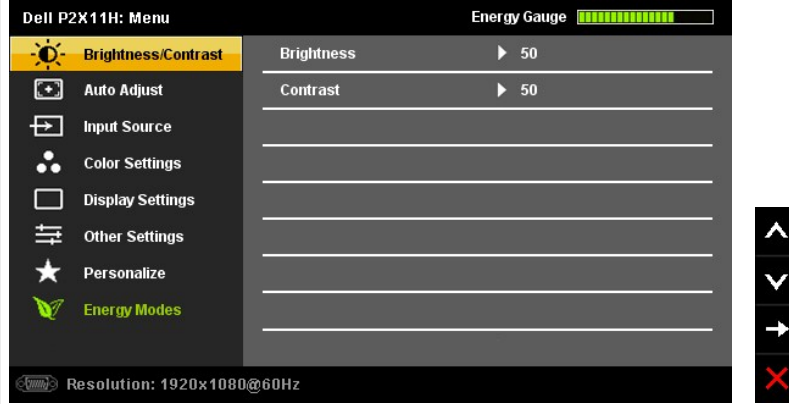 Dell P2X11H: Menu Energy Gauge
Brightness/Contrast Brightness 50
Auto Adjust Contrast 50
Input Source
Color Settings
Display Settings
Other Settings
Personalize
Energy Modes
Resolution: 1920x1080@60Hz